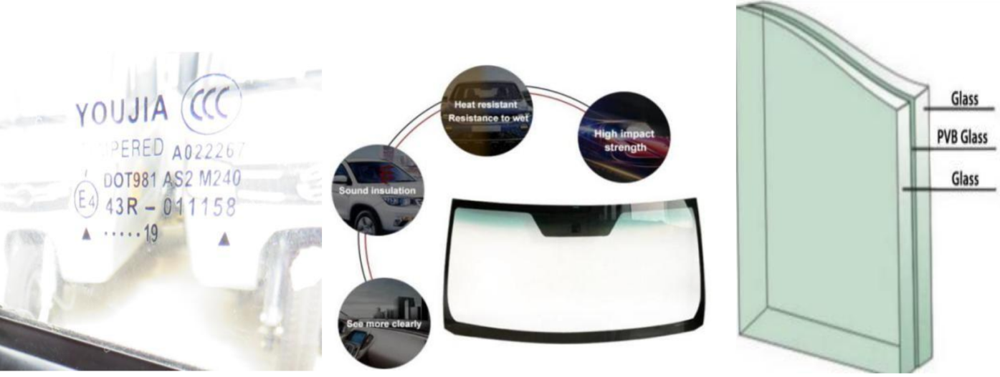 YOUJIA CCC
A022267
DOT981 AS2 M240
E4 43R - 011158
▲ ·····19 ▲
Heat resistant
Resistance to wet
High impact
strength
Sound insulation
See more clearly
Glass
PVB Glass
Glass